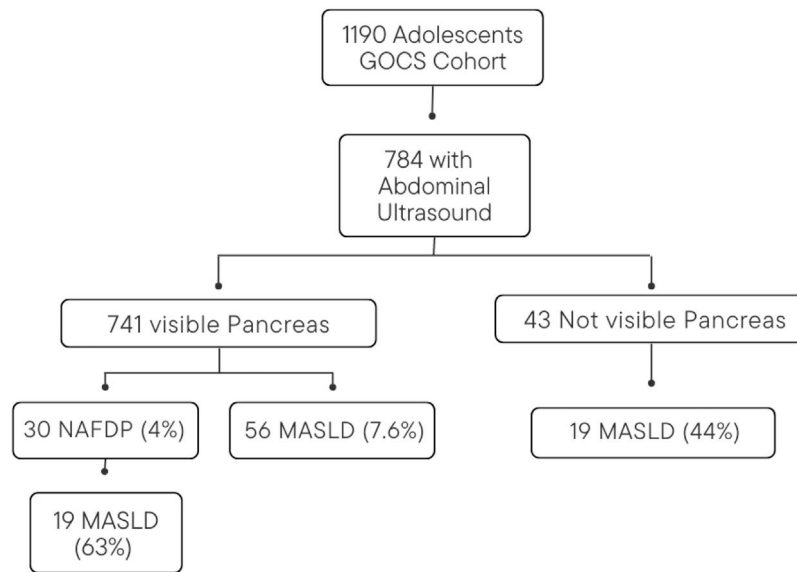 1190 Adolescents
GOCS Cohort
784 with
Abdominal
Ultrasound
741 visible Pancreas
43 Not visible Pancreas
30 NAFDP (4%)
56 MASLD (7.6%)
19 MASLD (44%)
19 MASLD
(63%)